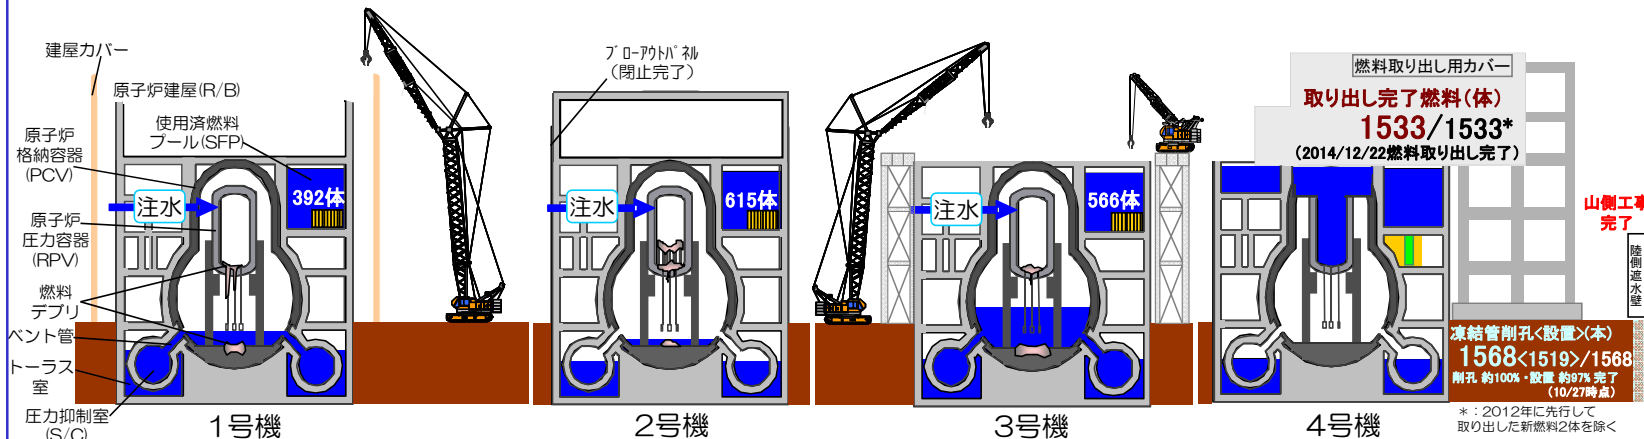 建屋カバー
原子炉建屋(R/B)
使用済燃料
プール(SFP)
原子炉
格納容器
(PCV)
392体
注水
原子炉
圧力容器
(RPV)
燃料
デブリ
ベント管
トーラス
室
圧力抑制室
(S/C)
1号機
ﾌﾞﾛｰｱｳﾄﾊﾟﾈﾙ
(閉止完了)
615体
注水
2号機
566体
注水
3号機
燃料取り出し用カバー
取り出し完了燃料(体)
1533/1533*
(2014/12/22燃料取り出し完了)
4号機
山側工事
完了
陸側遮水壁
凍結管削孔<設置>(本)
1568<1519>/1568
削孔 約100%・設置 約97% 完了
(10/27時点)
*：2012年に先行して
取り出した新燃料2体を除く